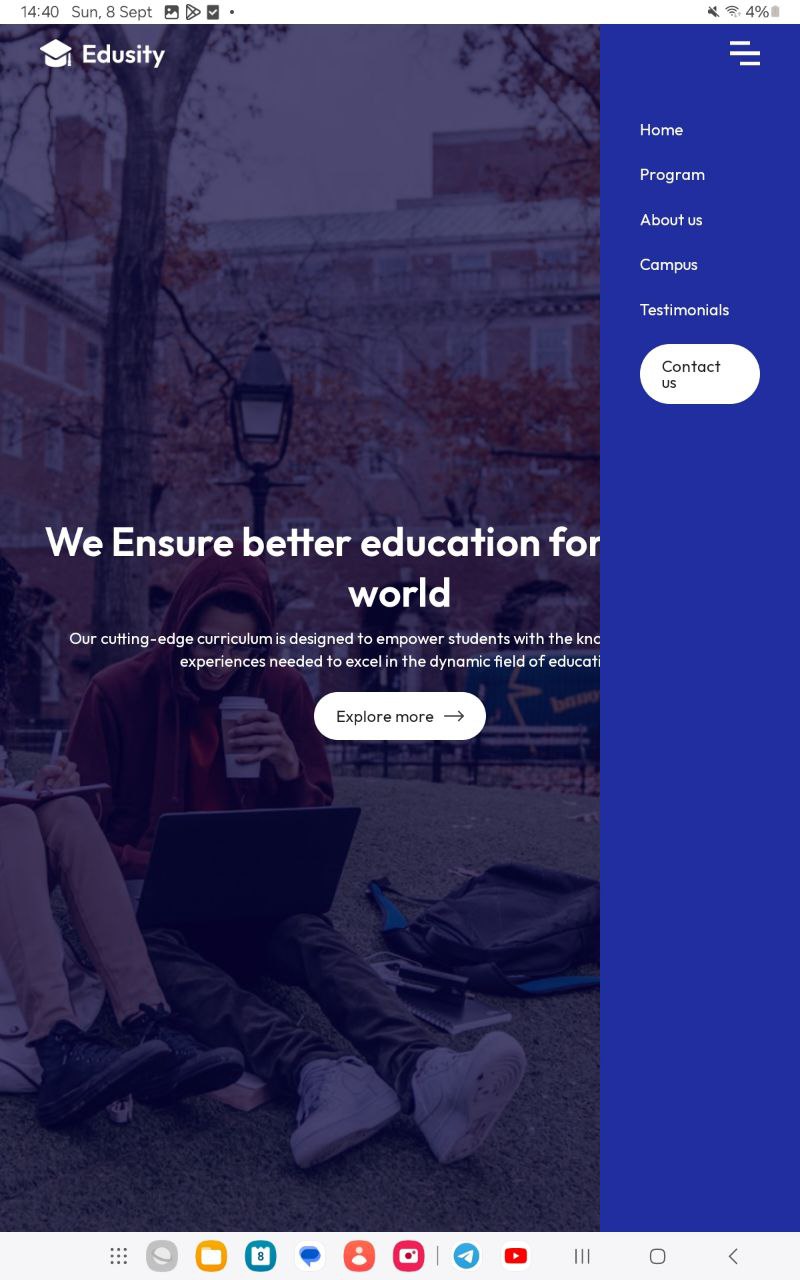 14:40 Sun, 8 Sept
4%
Edusity
Home
Program
About us
Campus
Testimonials
Contact
us
We Ensure better education for
world
Our cutting-edge curriculum is designed to empower students with the kno
experiences needed to excel in the dynamic field of educati
Explore more
8